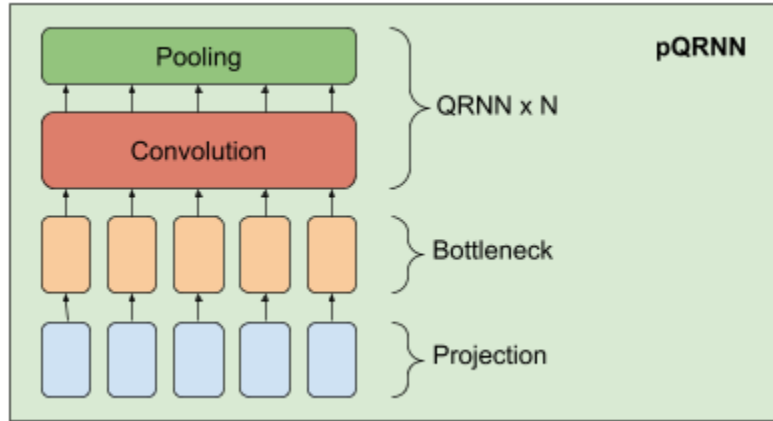 pQRNN
Pooling
QRNN x N
Convolution
Bottleneck
Projection